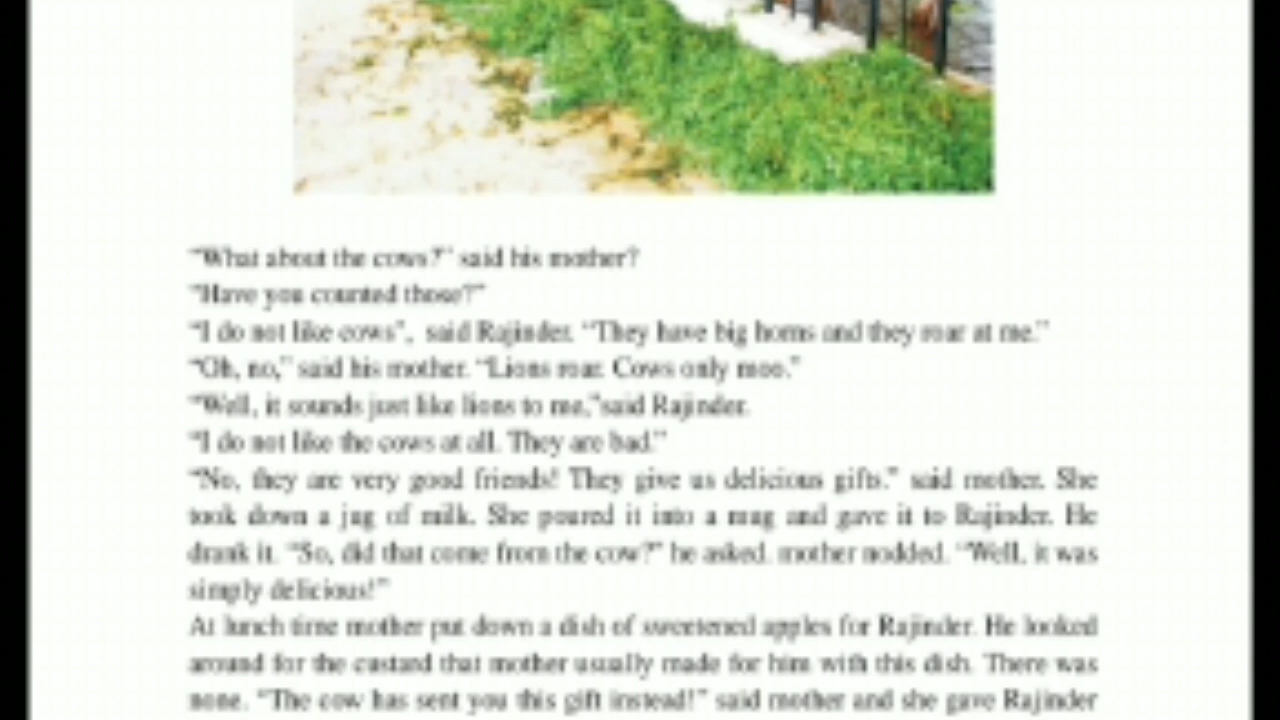 "What about the cows?" said his mother?
"Have you counted those?"
"I do not like cows",  said Rajinder. "They have big horns and they roar at me."
"Oh, no," said his mother. "Lions roar. Cows only moo."
"Well, it sounds just like lions to me,"said Rajinder.
"I do not like the cows at all. They are bad."
"No, they are very good friends! They give us delicious gifts." said mother. She
took down a jug of milk. She poured it into a mug and gave it to Rajinder. He
drank it. "So, did that come from the cow?" he asked. mother nodded. "Well, it was
simply delicious!"
At lunch time mother put down a dish of sweetened apples for Rajinder. He looked
around for the custard that mother usually made for him with this dish. There was
none. "The cow has sent you this gift instead!" said mother and she gave Rajinder